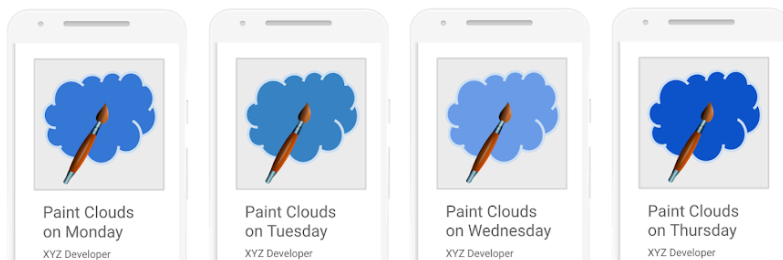 Paint Clouds
on Monday
XYZ Developer
Paint Clouds
on Tuesday
XYZ Developer
Paint Clouds
on Wednesday
XYZ Developer
Paint Clouds
on Thursday
XYZ Developer